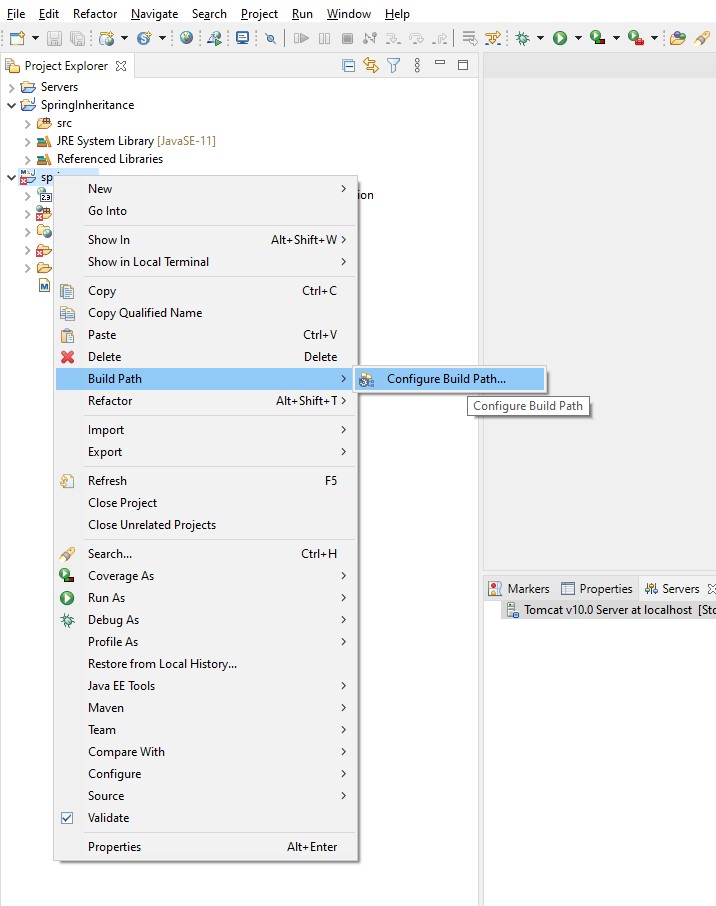 File Edit Refactor Navigate Search Project Run Window Help
Project Explorer
Servers
SpringInheritance
src
JRE System Library [JavaSE-11]
Referenced Libraries
sp
ion
New
Go Into
Show In Alt+Shift+W
Show in Local Terminal
Copy Ctrl+C
Copy Qualified Name
Paste Ctrl+V
Delete Delete
Build Path
Configure Build Path...
Refactor Alt+Shift+T
Configure Build Path
Import
Export
Refresh F5
Close Project
Close Unrelated Projects
Search... Ctrl+H
Coverage As
Run As
Debug As
Profile As
Restore from Local History...
Java EE Tools
Maven
Team
Compare With
Configure
Source
Validate
Properties Alt+Enter
Markers Properties Servers
Tomcat v10.0 Server at localhost [Sto